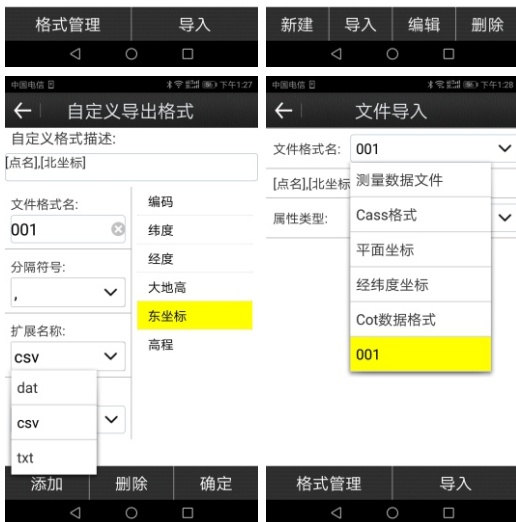 格式管理 导入
新建 导入 编辑 删除
中国电信 下午1:27
自定义导出格式
自定义格式描述:
[点名],[北坐标]
文件格式名:
001
分隔符号:
,
扩展名称:
csv
dat
csv
txt
编码
纬度
经度
大地高
东坐标
高程
添加 删除 确定
中国电信 下午1:28
文件导入
文件格式名: 001
[点名],[北坐标
属性类型:
测量数据文件
Cass格式
平面坐标
经纬度坐标
Cot数据格式
001
格式管理 导入